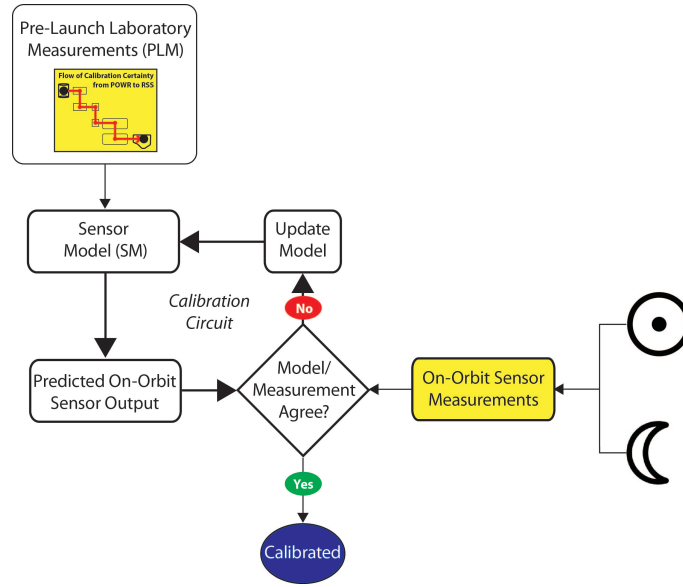 Pre-Launch Laboratory
Measurements (PLM)
Flow of Calibration Certainty
from POWR to RSS
Sensor
Model (SM)
Update
Model
Calibration
Circuit
No
Predicted On-Orbit
Sensor Output
Model/
Measurement
Agree?
On-Orbit Sensor
Measurements
Yes
Calibrated